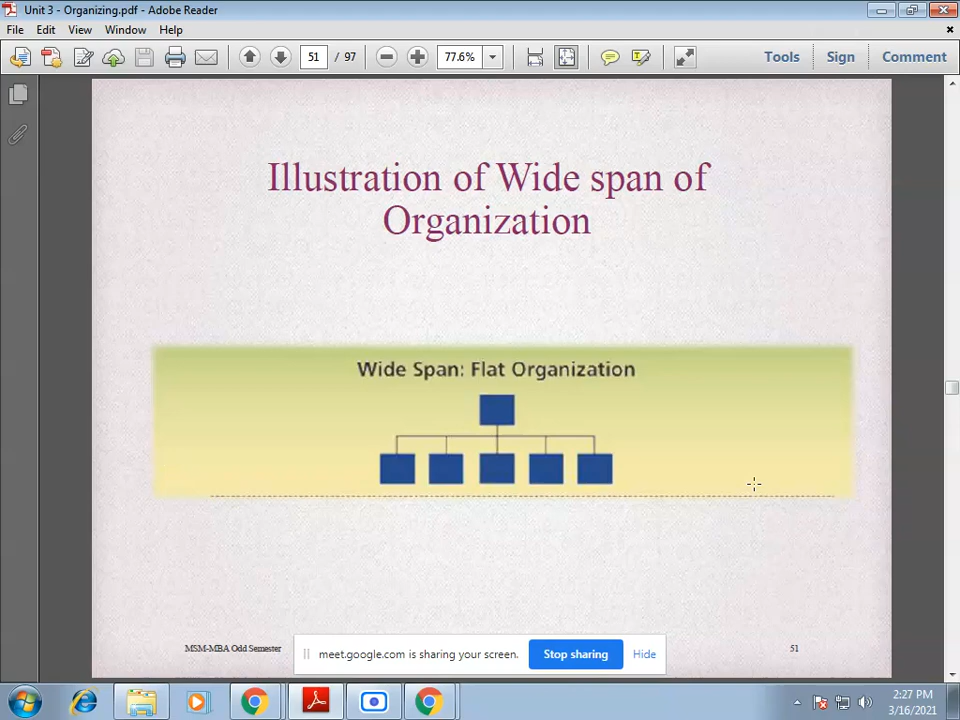 Unit 3 - Organizing.pdf - Adobe Reader
File Edit View Window Help
51 / 97 77.6% Tools Sign Comment
Illustration of Wide span of
Organization
Wide Span: Flat Organization
MSM-MBA Odd Semester
51
meet.google.com is sharing your screen. Stop sharing Hide
2:27 PM
3/16/2021